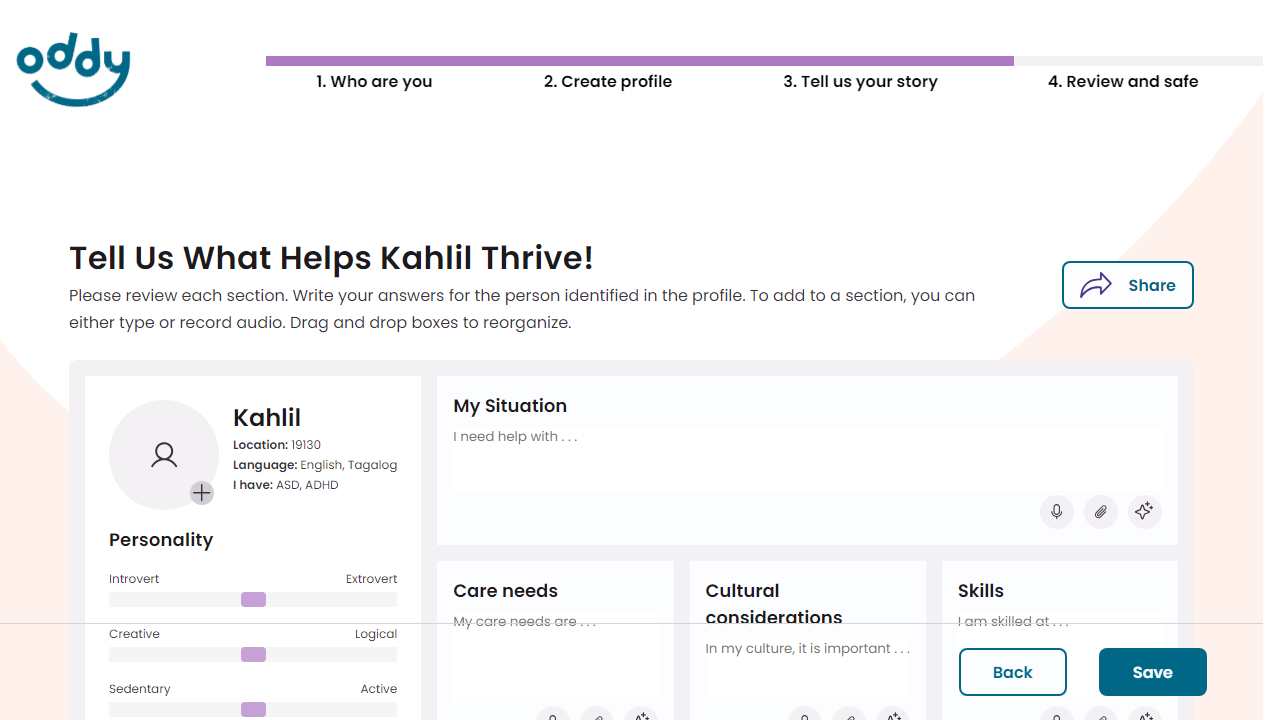 oddy
1. Who are you
2. Create profile
3. Tell us your story
4. Review and safe
Tell Us What Helps Kahlil Thrive!
Please review each section. Write your answers for the person identified in the profile. To add to a section, you can
either type or record audio. Drag and drop boxes to reorganize.
Share
Kahlil
Location: 19130
Language: English, Tagalog
I have: ASD, ADHD
Personality
Introvert
Extrovert
Creative
Logical
Sedentary
Active
My Situation
I need help with . . .
Care needs
My care needs are . . .
Cultural
considerations
In my culture, it is important . . .
Skills
I am skilled at . . .
Back
Save